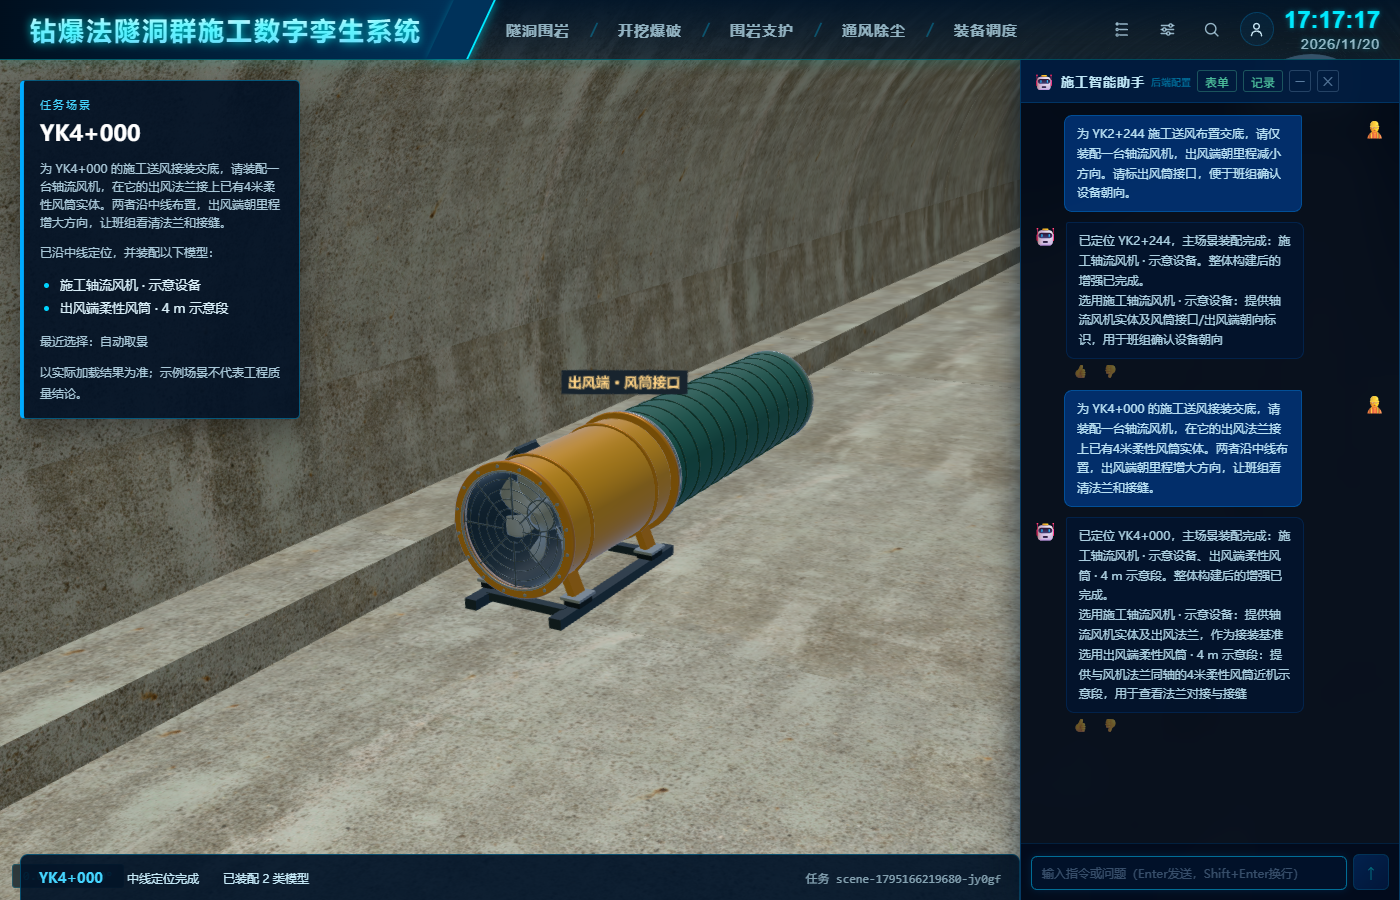 钻爆法隧洞群施工数字孪生系统
隧洞围岩 / 开挖爆破 / 围岩支护 / 通风除尘 / 装备调度
17:17:17
2026/11/20
任务场景
YK4+000
为 YK4+000 的施工送风接装交底，请装配一
台轴流风机，在它的出风法兰接上已有4米柔
性风筒实体。两者沿中线布置，出风端朝里程
增大方向，让班组看清法兰和接缝。
已沿中线定位，并装配以下模型：
施工轴流风机 · 示意设备
出风端柔性风筒 · 4 m 示意段
最近选择：自动取景
以实际加载结果为准；示例场景不代表工程质
量结论。
出风端・风筒接口
施工智能助手 后端配置 表单 记录
为 YK2+244 施工送风布置交底，请仅
装配一台轴流风机，出风端朝里程减小
方向。请标出风筒接口，便于班组确认
设备朝向。
已定位 YK2+244，主场景装配完成：施
工轴流风机 · 示意设备。整体构建后的
增强已完成。
选用施工轴流风机 · 示意设备：提供轴
流风机实体及风筒接口/出风端朝向标
识，用于班组确认设备朝向
为 YK4+000 的施工送风接装交底，请
装配一台轴流风机，在它的出风法兰接
上已有4米柔性风筒实体。两者沿中线布
置，出风端朝里程增大方向，让班组看
清法兰和接缝。
已定位 YK4+000，主场景装配完成：施
工轴流风机 · 示意设备、出风端柔性风
筒 · 4 m 示意段。整体构建后的增强已
完成。
选用施工轴流风机 · 示意设备：提供轴
流风机实体及出风法兰，作为接装基准
选用出风端柔性风筒 · 4 m 示意段：提
供与风机法兰同轴的4米柔性风筒近机示
意段，用于查看法兰对接与接缝
输入指令或问题（Enter发送，Shift+Enter换行）
YK4+000 中线定位完成 已装配 2 类模型
任务 scene-1795166219680-jy0gf